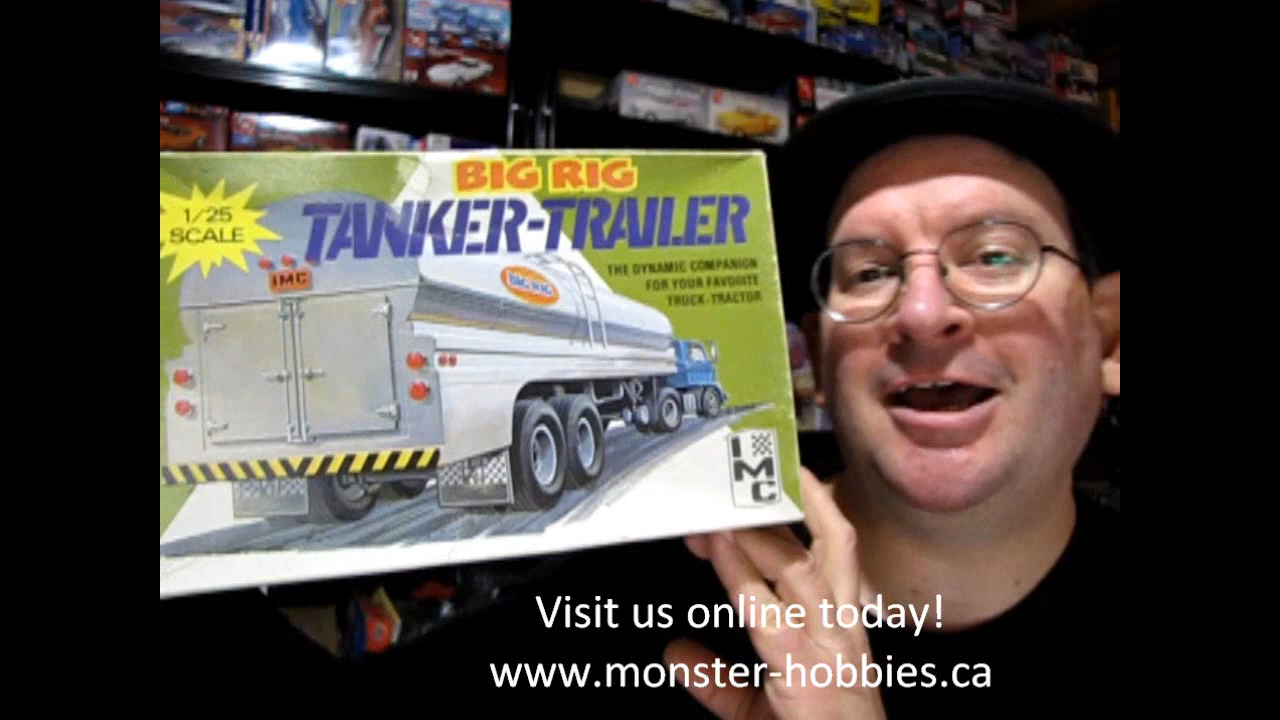 BIG RIG
TANKER-TRAILER
1/25
SCALE
THE DYNAMIC COMPANION
FOR YOUR FAVORITE
TRUCK-TRACTOR
IMC
BIG RIG
IMC
Visit us online today!
www.monster-hobbies.ca